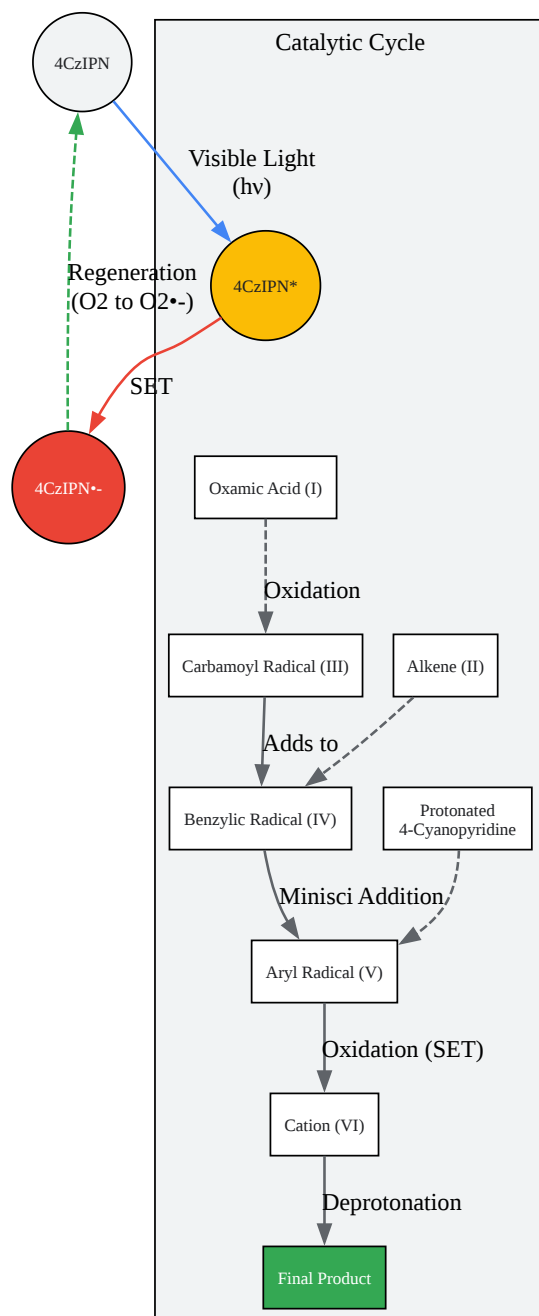 Catalytic Cycle
4CzIPN
Visible Light
(hν)
Regeneration
(O2 to O2•-)
4CzIPN*
SET
4CzIPN•-
Oxamic Acid (I)
Oxidation
Carbamoyl Radical (III)
Alkene (II)
Adds to
Benzylic Radical (IV)
Protonated
4-Cyanopyridine
Minisci Addition
Aryl Radical (V)
Oxidation (SET)
Cation (VI)
Deprotonation
Final Product